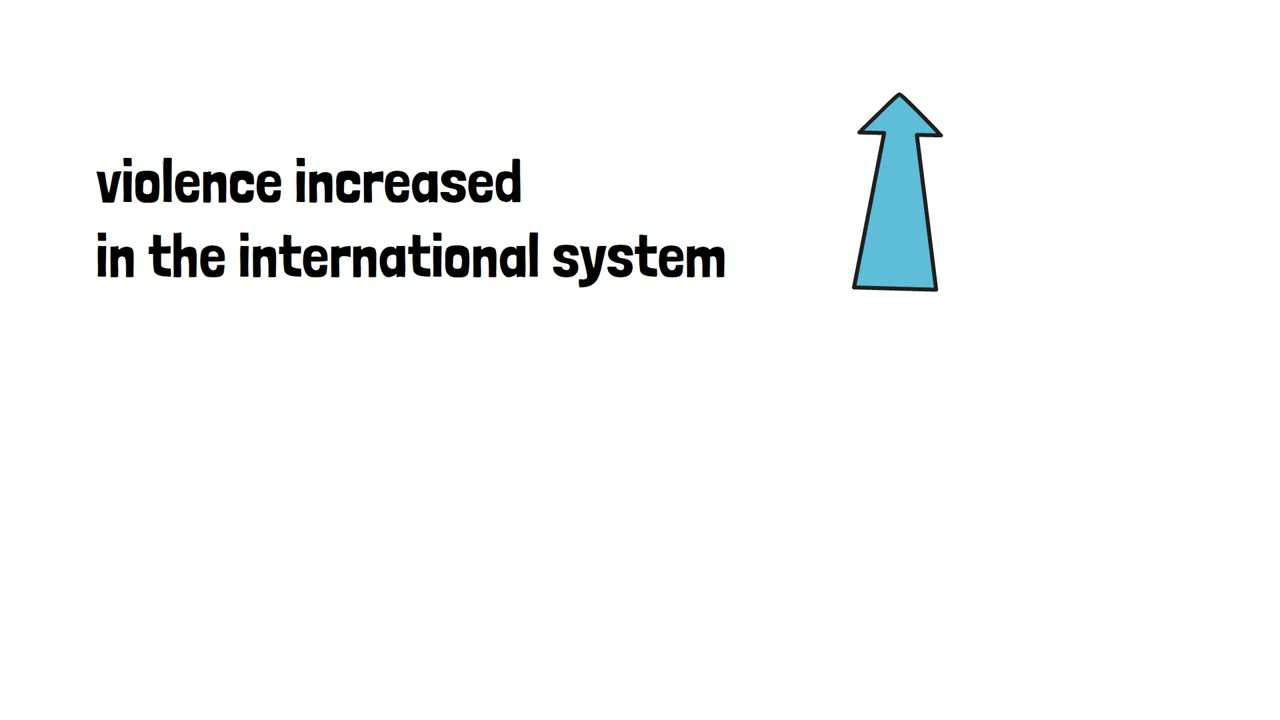 violence increased
in the international system